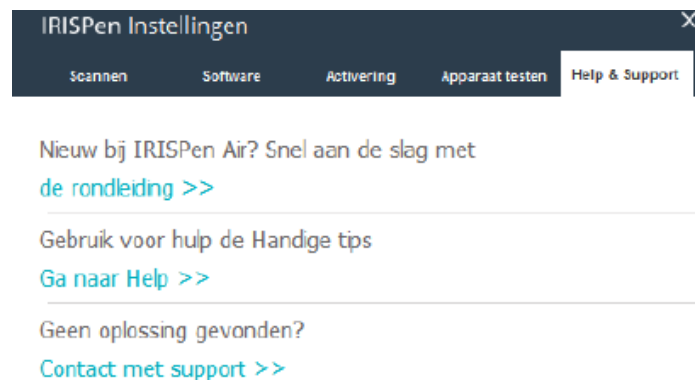 IRISPen Instellingen
Scannen Software Activering Apparaat testen Help & Support
Nieuw bij IRISPen Air? Snel aan de slag met
de rondleiding >>
Gebruik voor hulp de Handige tips
Ga naar Help >>
Geen oplossing gevonden?
Contact met support >>